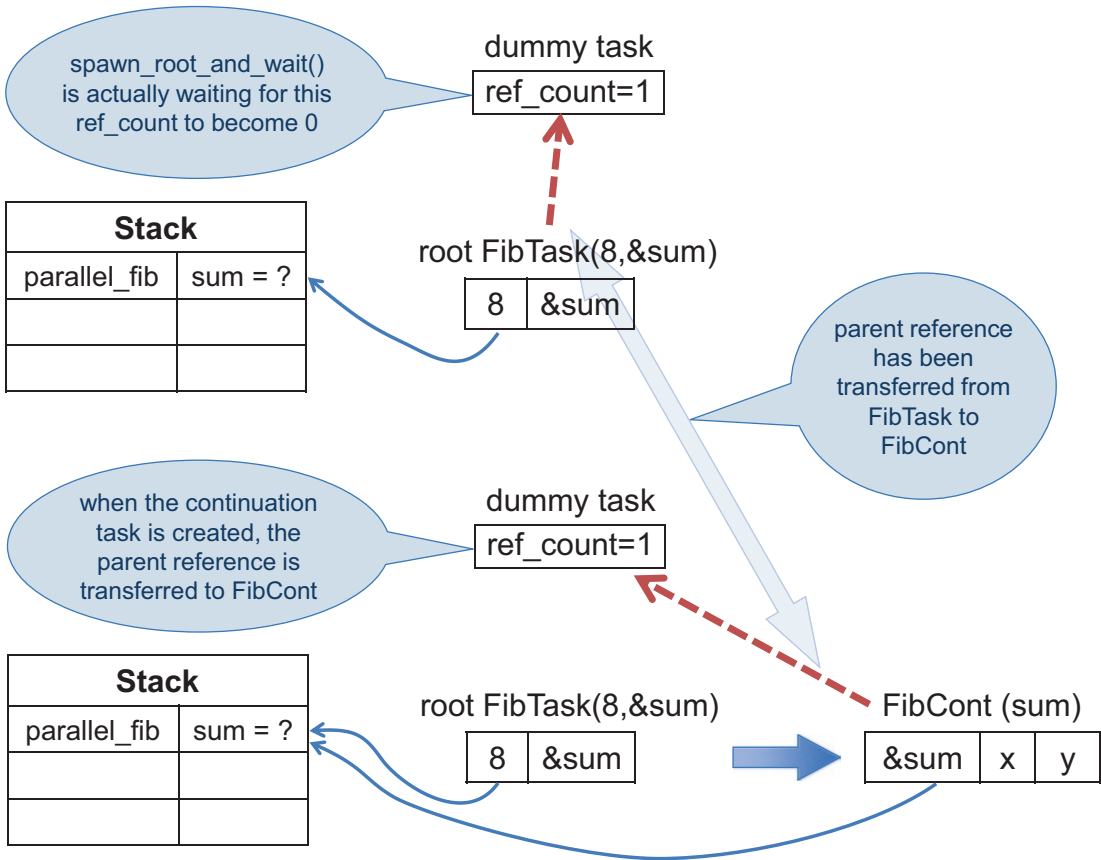 dummy task
ref_count=1
spawn_root_and_wait()
is actually waiting for this
ref_count to become 0
Stack
parallel_fib sum = ?
root FibTask(8,&sum)
8 &sum
parent reference
has been
transferred from
FibTask to
FibCont
when the continuation
task is created, the
parent reference is
transferred to FibCont
dummy task
ref_count=1
Stack
parallel_fib sum = ?
root FibTask(8,&sum)
8 &sum
FibCont (sum)
&sum x y